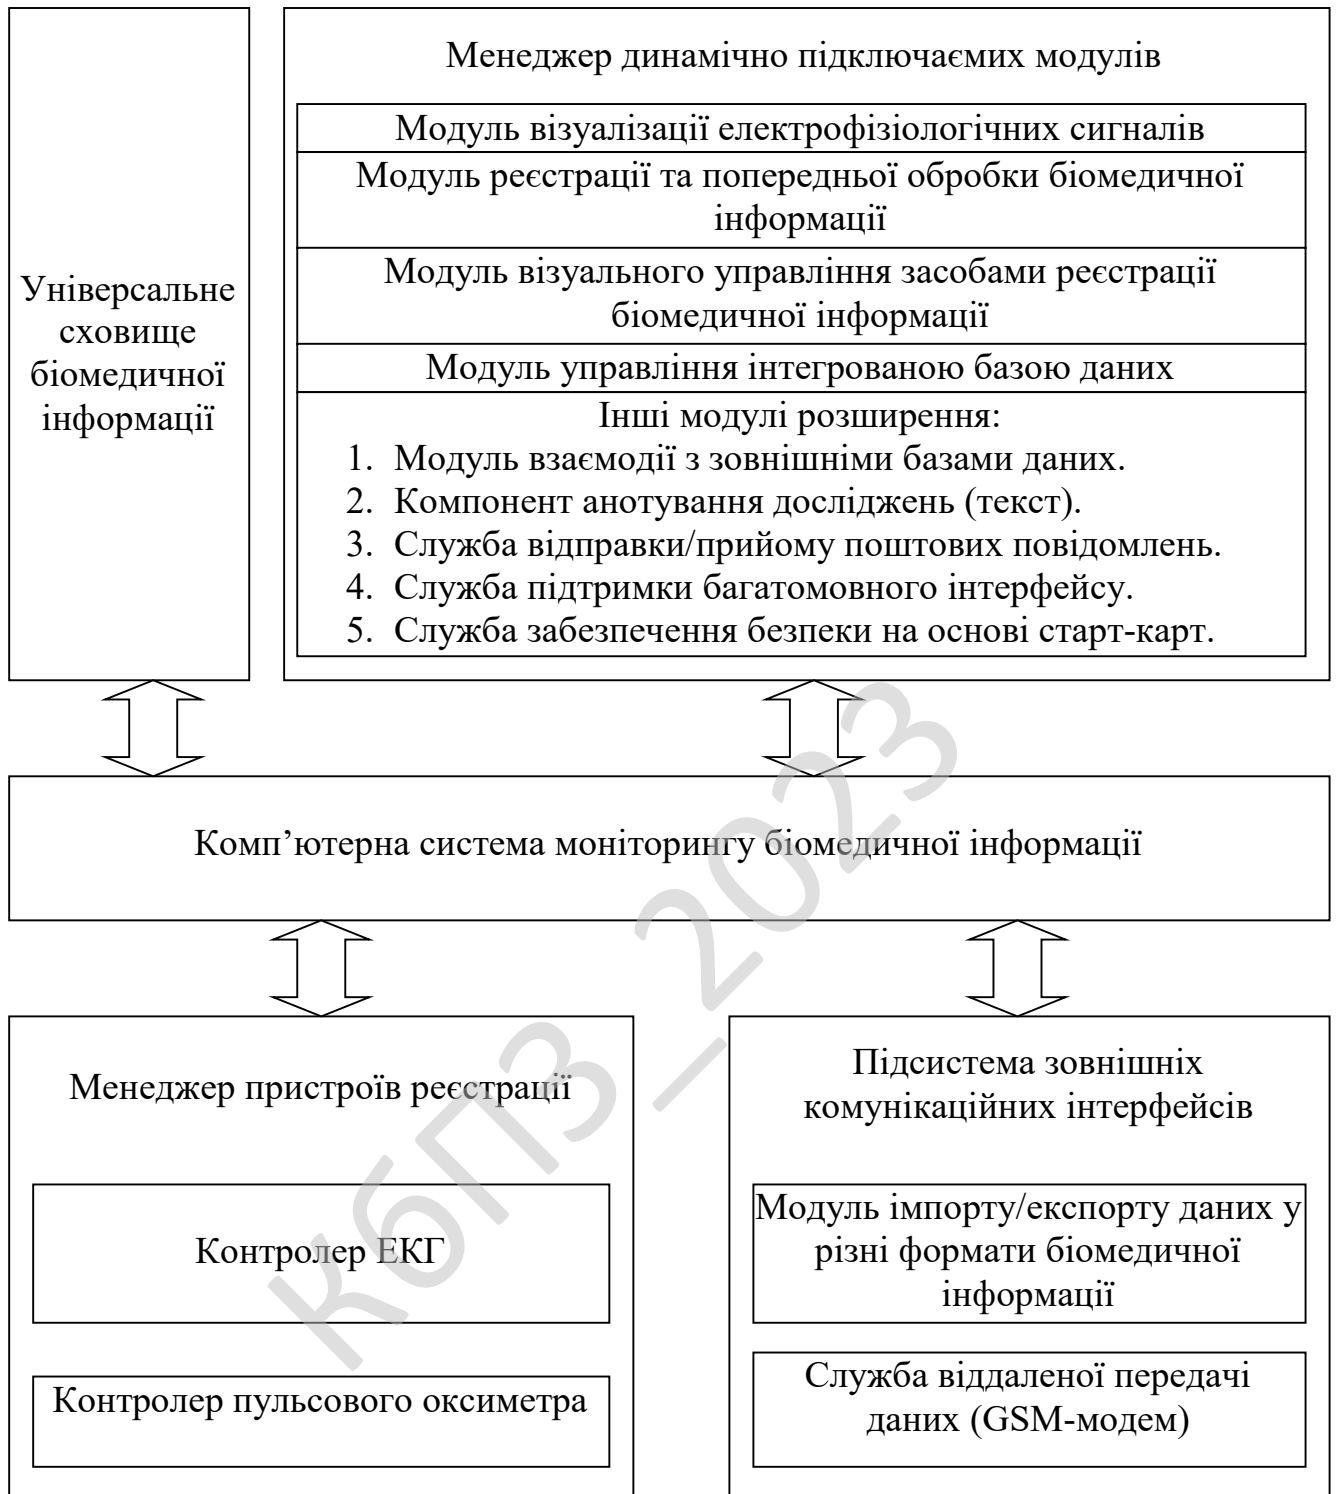 Універсальне
сховище
біомедичної
інформації
Менеджер динамічно підключаємих модулів
Модуль візуалізації електрофізіологічних сигналів
Модуль реєстрації та попередньої обробки біомедичної
інформації
Модуль візуального управління засобами реєстрації
біомедичної інформації
Модуль управління інтегрованою базою даних
Інші модулі розширення:
1. Модуль взаємодії з зовнішніми базами даних.
2. Компонент анотування досліджень (текст).
3. Служба відправки/прийому поштових повідомлень.
4. Служба підтримки багатомовного інтерфейсу.
5. Служба забезпечення безпеки на основі старт-карт.
Комп’ютерна система моніторингу біомедичної інформації
Менеджер пристроїв реєстрації
Контролер ЕКГ
Контролер пульсового оксиметра
Підсистема зовнішніх
комунікаційних інтерфейсів
Модуль імпорту/експорту даних у
різні формати біомедичної
інформації
Служба віддаленої передачі
даних (GSM-модем)
КбПЗ_2023